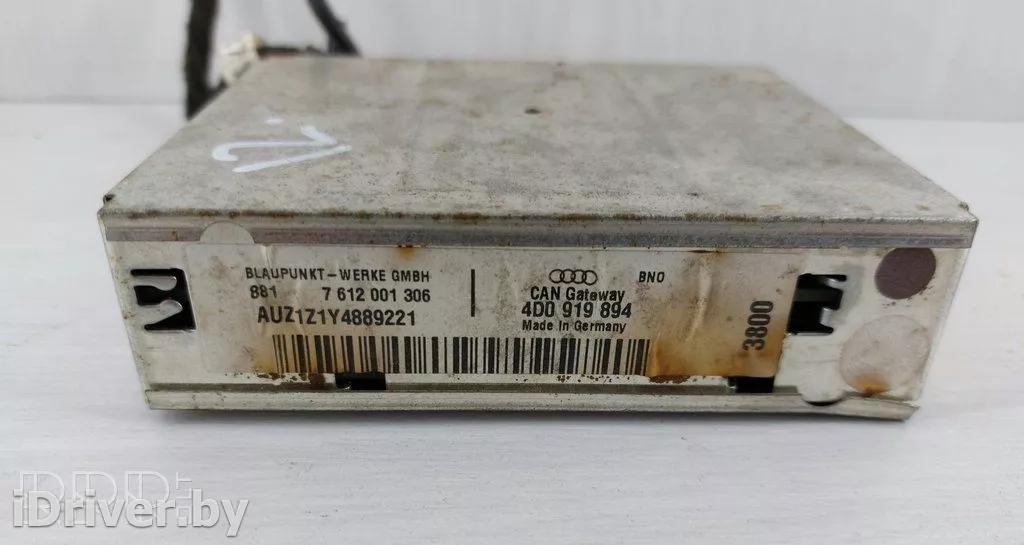 BLAUPUNKT-WERKE GMBH
881 7 612 001 306
AUZ1Z1Y4889221
BNO
CAN Gateway
4D0 919 894
Made in Germany
3800
iDriver.by